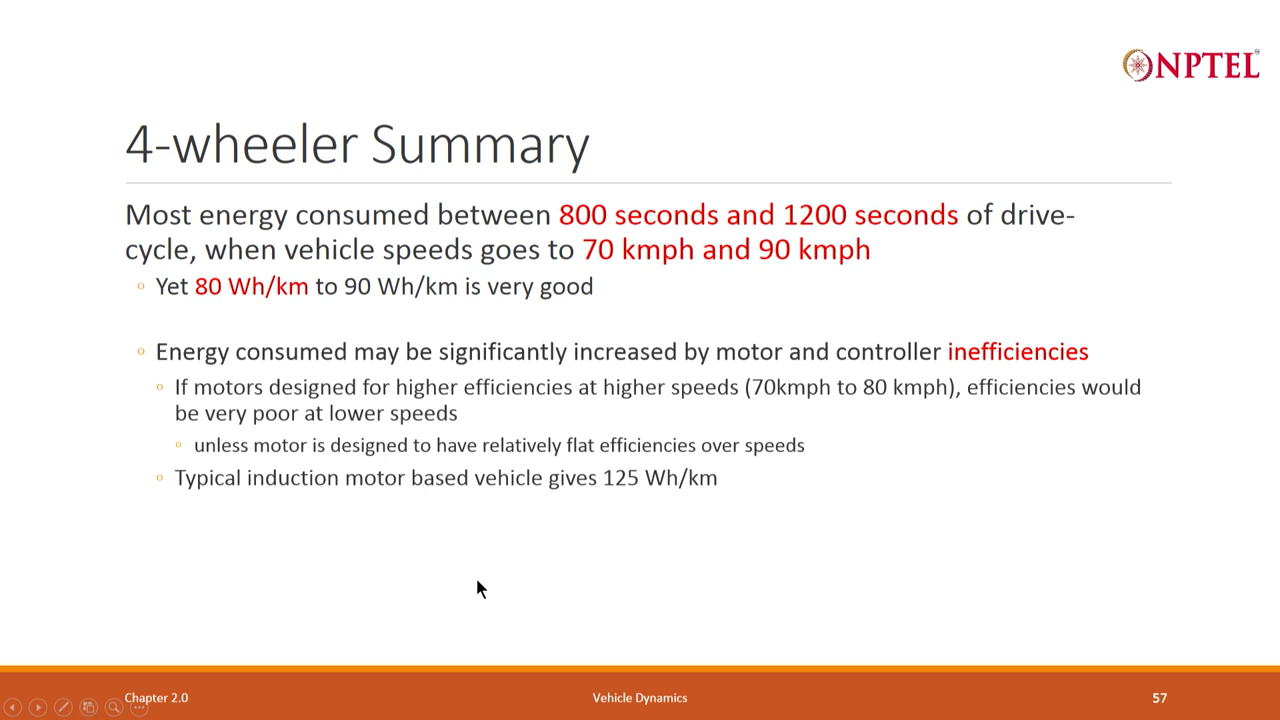 NPTEL
4-wheeler Summary
Most energy consumed between 800 seconds and 1200 seconds of drive-
cycle, when vehicle speeds goes to 70 kmph and 90 kmph
Yet 80 Wh/km to 90 Wh/km is very good
Energy consumed may be significantly increased by motor and controller inefficiencies
If motors designed for higher efficiencies at higher speeds (70kmph to 80 kmph), efficiencies would
be very poor at lower speeds
unless motor is designed to have relatively flat efficiencies over speeds
Typical induction motor based vehicle gives 125 Wh/km
Chapter 2.0 Vehicle Dynamics 57